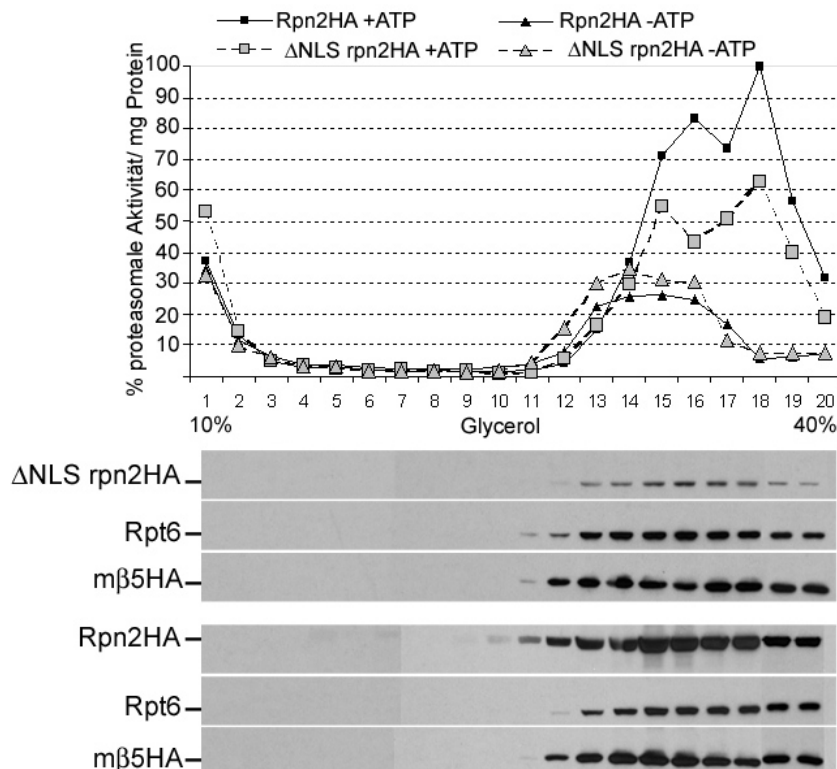 Rpn2HA +ATP Rpn2HA -ATP
ΔNLS rpn2HA +ATP ΔNLS rpn2HA -ATP
% proteasomale Aktivität/ mg Protein
100
90
80
70
60
50
40
30
20
10
1 2 3 4 5 6 7 8 9 10 11 12 13 14 15 16 17 18 19 20
10% Glycerol 40%
ΔNLS rpn2HA
Rpt6
mβ5HA
Rpn2HA
Rpt6
mβ5HA